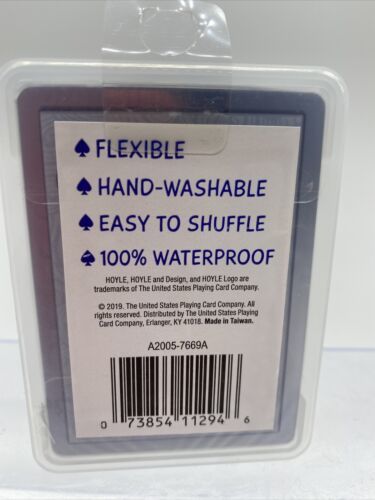 ♠ FLEXIBLE
♠ HAND-WASHABLE
♠ EASY TO SHUFFLE
♠ 100% WATERPROOF
HOYLE, HOYLE and Design, and HOYLE Logo are
trademarks of The United States Playing Card Company.
© 2019. The United States Playing Card Company. All
rights reserved. Distributed by The United States Playing
Card Company, Erlanger, KY 41018. Made in Taiwan.
A2005-7669A
0 73854 11294 6